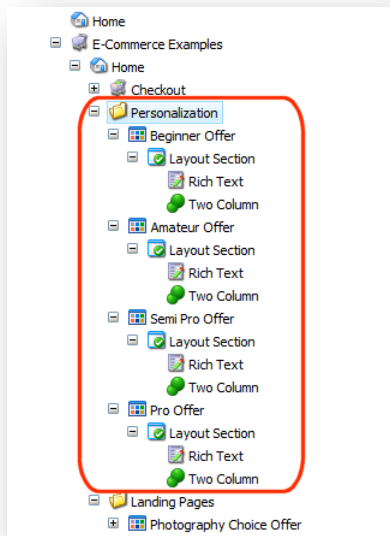 Home
E-Commerce Examples
Home
Checkout
Personalization
Beginner Offer
Layout Section
Rich Text
Two Column
Amateur Offer
Layout Section
Rich Text
Two Column
Semi Pro Offer
Layout Section
Rich Text
Two Column
Pro Offer
Layout Section
Rich Text
Two Column
Landing Pages
Photography Choice Offer